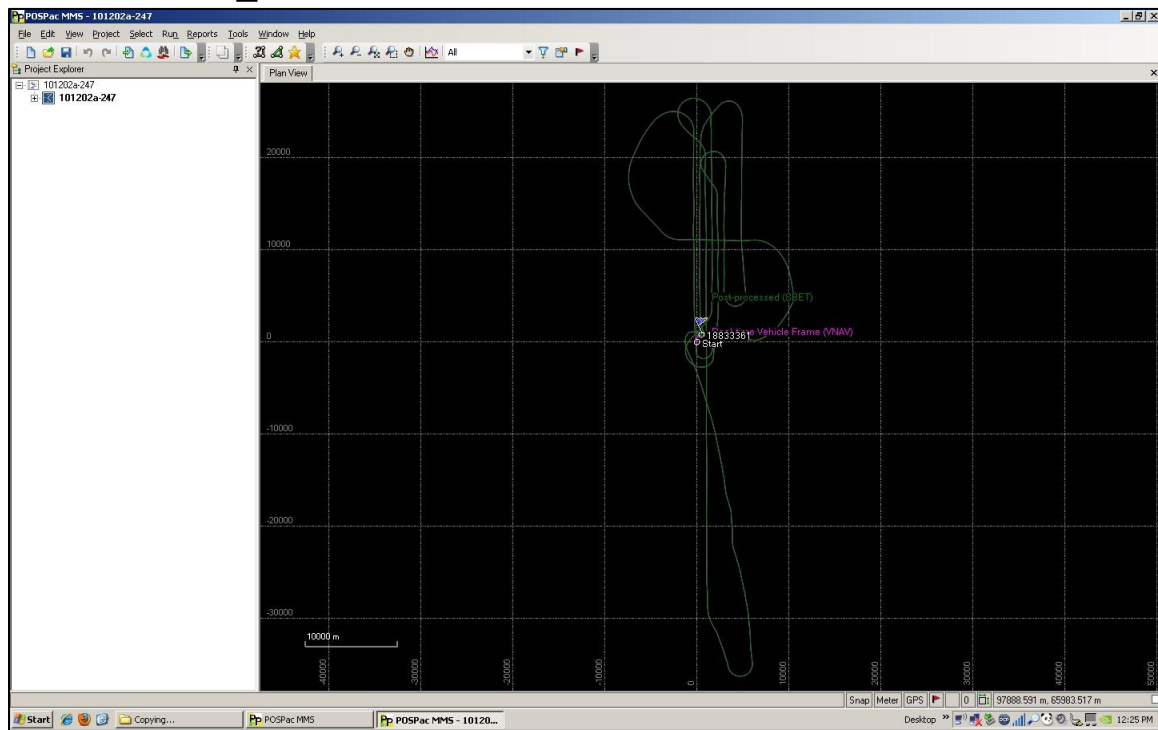 POSPac MMS - 101202a-247
File Edit View Project Select Run Reports Tools Window Help
All
Project Explorer
Plan View
101202a-247
101202a-247
20000
10000
Post-processed (SBET)
Real-time Vehicle Frame (VNAV)
0
18833361
Start
-10000
-20000
-30000
10000 m
-40000 -30000 -20000 -10000 0 10000 20000 30000 40000 50000
Snap Meter GPS 0 97888.591 m, 65983.517 m
Start Copying... POSPac MMS POSPac MMS - 10120... Desktop » 12:25 PM